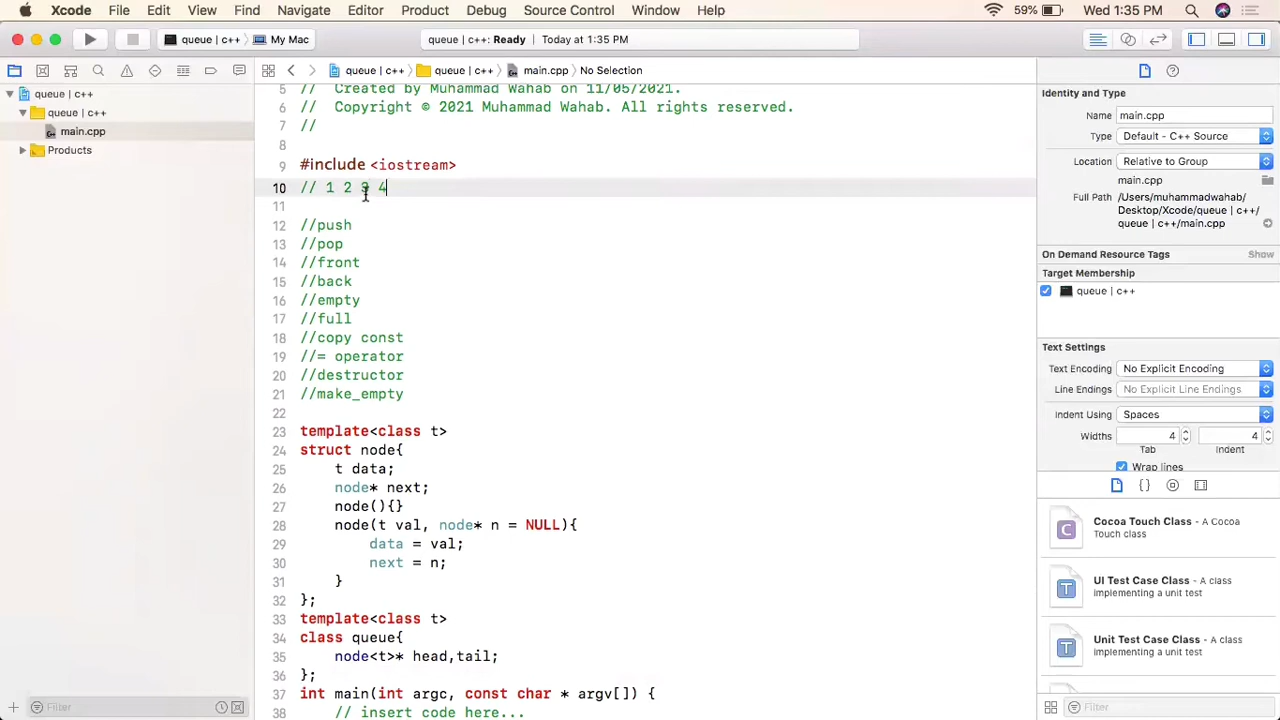 Xcode File Edit View Find Navigate Editor Product Debug Source Control Window Help 59% Wed 1:35 PM
queue | c++ My Mac queue | c++: Ready Today at 1:35 PM
queue | c++ queue | c++ main.cpp No Selection
queue | c++
queue | c++
main.cpp
Products
Filter
5 // Created by Muhammad Wahab on 11/05/2021.
6 // Copyright © 2021 Muhammad Wahab. All rights reserved.
7 //
8
9 #include <iostream>
10 // 1 2 3 4
11
12 //push
13 //pop
14 //front
15 //back
16 //empty
17 //full
18 //copy const
19 //= operator
20 //destructor
21 //make_empty
22
23 template<class t>
24 struct node{
25 t data;
26 node* next;
27 node(){}
28 node(t val, node* n = NULL){
29 data = val;
30 next = n;
31 }
32 };
33 template<class t>
34 class queue{
35 node<t>* head,tail;
36 };
37 int main(int argc, const char * argv[]) {
38 // insert code here...
Identity and Type
Name main.cpp
Type Default - C++ Source
Location Relative to Group
main.cpp
Full Path /Users/muhammadwahab/
Desktop/Xcode/queue | c++/
queue | c++/main.cpp
On Demand Resource Tags Show
Target Membership
queue | c++
Text Settings
Text Encoding No Explicit Encoding
Line Endings No Explicit Line Endings
Indent Using Spaces
Widths 4 4
Tab Indent
Wrap lines
{ }
C Cocoa Touch Class - A Cocoa
Touch class
T UI Test Case Class - A class
implementing a unit test
T Unit Test Case Class - A class
implementing a unit test
Filter